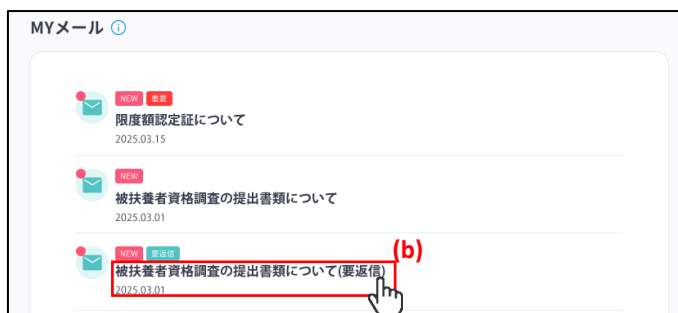 MYメール
NEW 重要
限度額認定証について
2025.03.15
NEW
被扶養者資格調査の提出書類について
2025.03.01
NEW 要返信
(b)
被扶養者資格調査の提出書類について(要返信)
2025.03.01